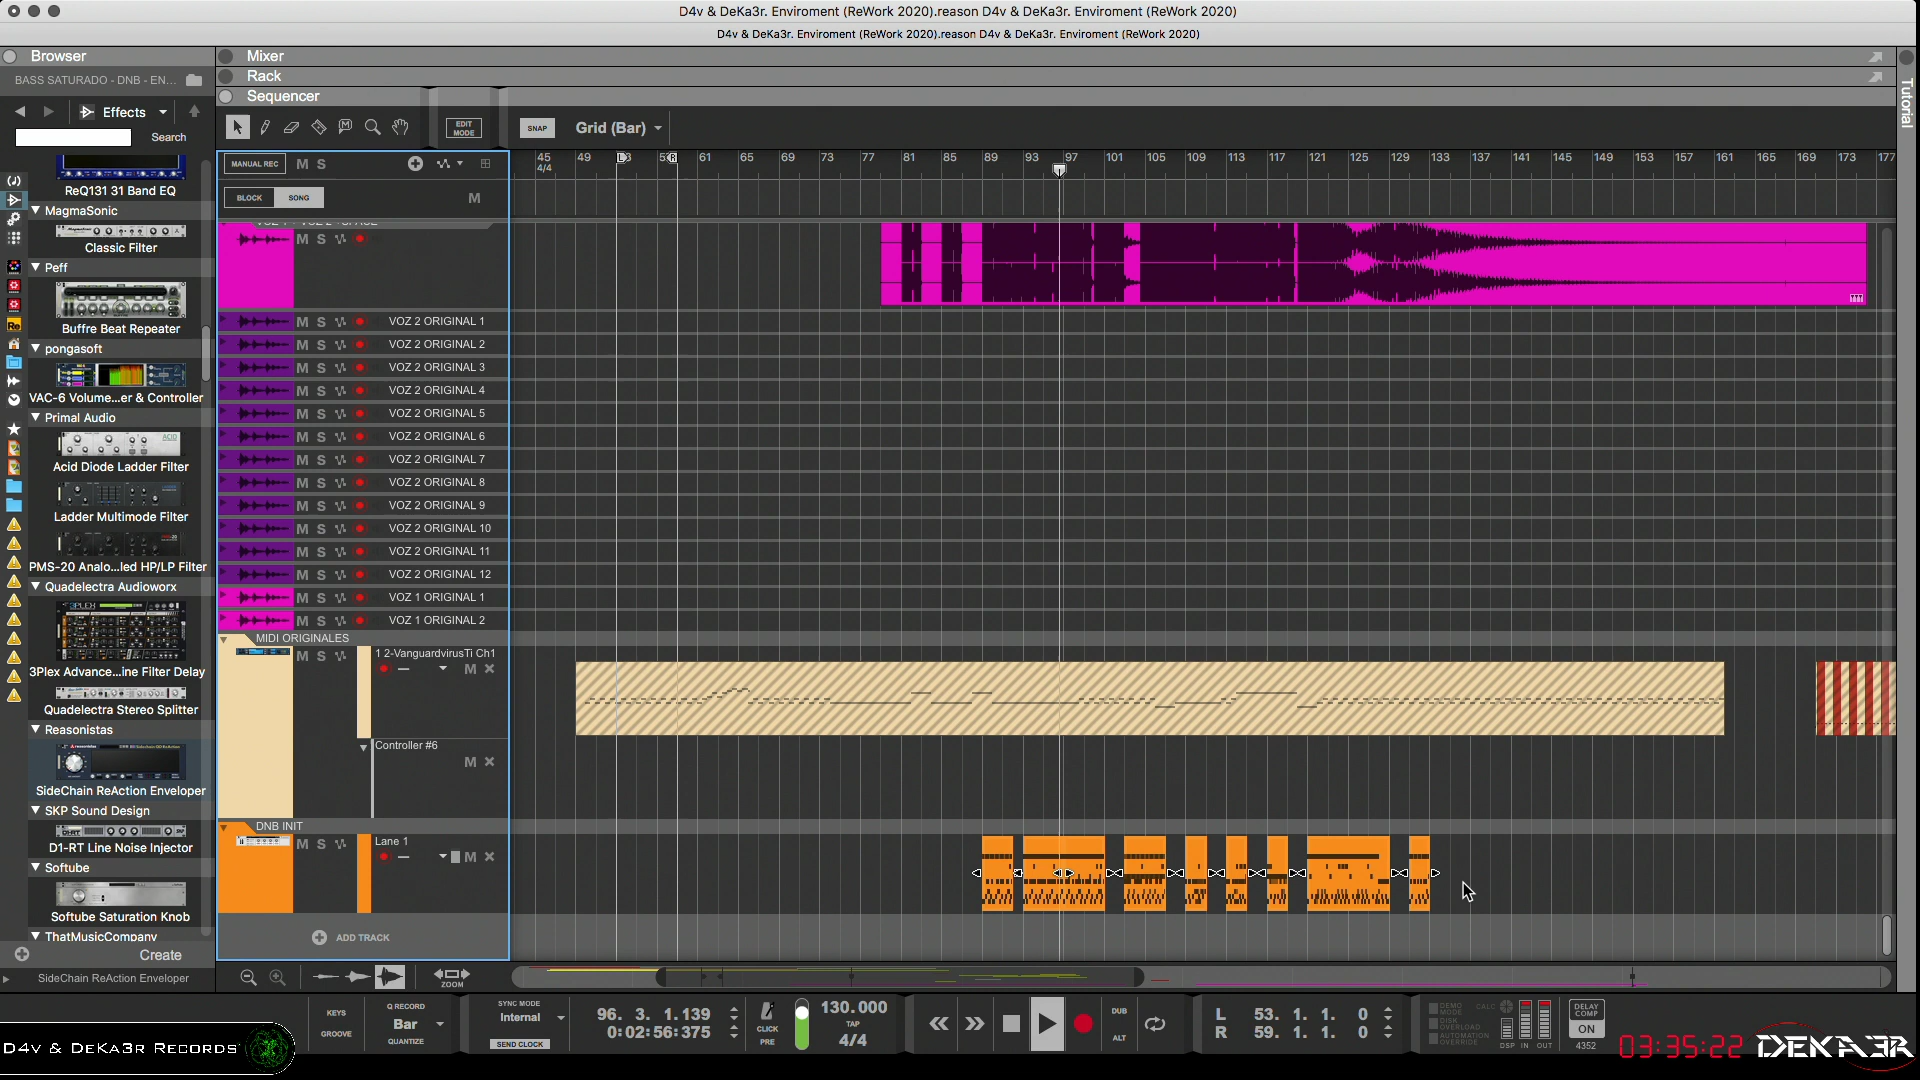 D4v & DeKa3r. Enviroment (ReWork 2020).reason D4v & DeKa3r. Enviroment (ReWork 2020)
D4v & DeKa3r. Enviroment (ReWork 2020).reason D4v & DeKa3r. Enviroment (ReWork 2020)
Browser
BASS SATURADO - DNB - EN...
Effects
Search
ReQ131 31 Band EQ
MagmaSonic
Classic Filter
Peff
Buffre Beat Repeater
pongasoft
VAC-6 Volume...er & Controller
Primal Audio
Acid Diode Ladder Filter
Ladder Multimode Filter
PMS-20 Analo...led HP/LP Filter
Quadelectra Audioworx
3Plex Advance...ine Filter Delay
Quadelectra Stereo Splitter
Reasonistas
SideChain ReAction Enveloper
SKP Sound Design
D1-RT Line Noise Injector
Softube
Softube Saturation Knob
ThatMusicCompany
Create
SideChain ReAction Enveloper
Mixer
Rack
Sequencer
Tutorial
EDIT MODE
SNAP
Grid (Bar)
MANUAL REC M S
BLOCK SONG M
45 49 61 65 69 73 77 81 85 89 93 97 101 105 109 113 117 121 125 129 133 137 141 145 149 153 157 161 165 169 173 177
4/4
L R
M S
M S VOZ 2 ORIGINAL 1
M S VOZ 2 ORIGINAL 2
M S VOZ 2 ORIGINAL 3
M S VOZ 2 ORIGINAL 4
M S VOZ 2 ORIGINAL 5
M S VOZ 2 ORIGINAL 6
M S VOZ 2 ORIGINAL 7
M S VOZ 2 ORIGINAL 8
M S VOZ 2 ORIGINAL 9
M S VOZ 2 ORIGINAL 10
M S VOZ 2 ORIGINAL 11
M S VOZ 2 ORIGINAL 12
M S VOZ 1 ORIGINAL 1
M S VOZ 1 ORIGINAL 2
MIDI ORIGINALES
M S 1 2-VanguardvirusTi Ch1
M
Controller #6
M
DNB INIT
M S Lane 1
M
ADD TRACK
ZOOM
KEYS
GROOVE
Q RECORD
Bar
QUANTIZE
SYNC MODE
Internal
SEND CLOCK
96. 3. 1.139
0:02:56:375
CLICK
PRE
130.000
TAP
4/4
DUB
ALT
L 53. 1. 1. 0
R 59. 1. 1. 0
DEMO MODE
DISK OVERLOAD
AUTOMATION OVERRIDE
CALC
DSP IN OUT
DELAY COMP
ON
4352
D4v & DeKa3r Records
03:35:22
DEKA3R